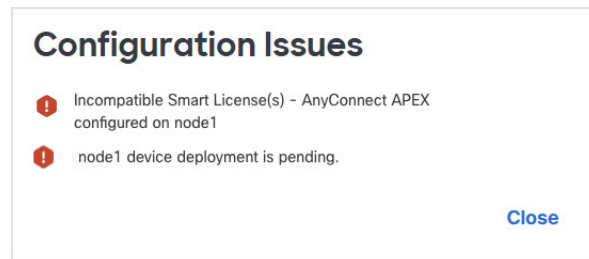 Configuration Issues
Incompatible Smart License(s) - AnyConnect APEX
configured on node1
node1 device deployment is pending.
Close